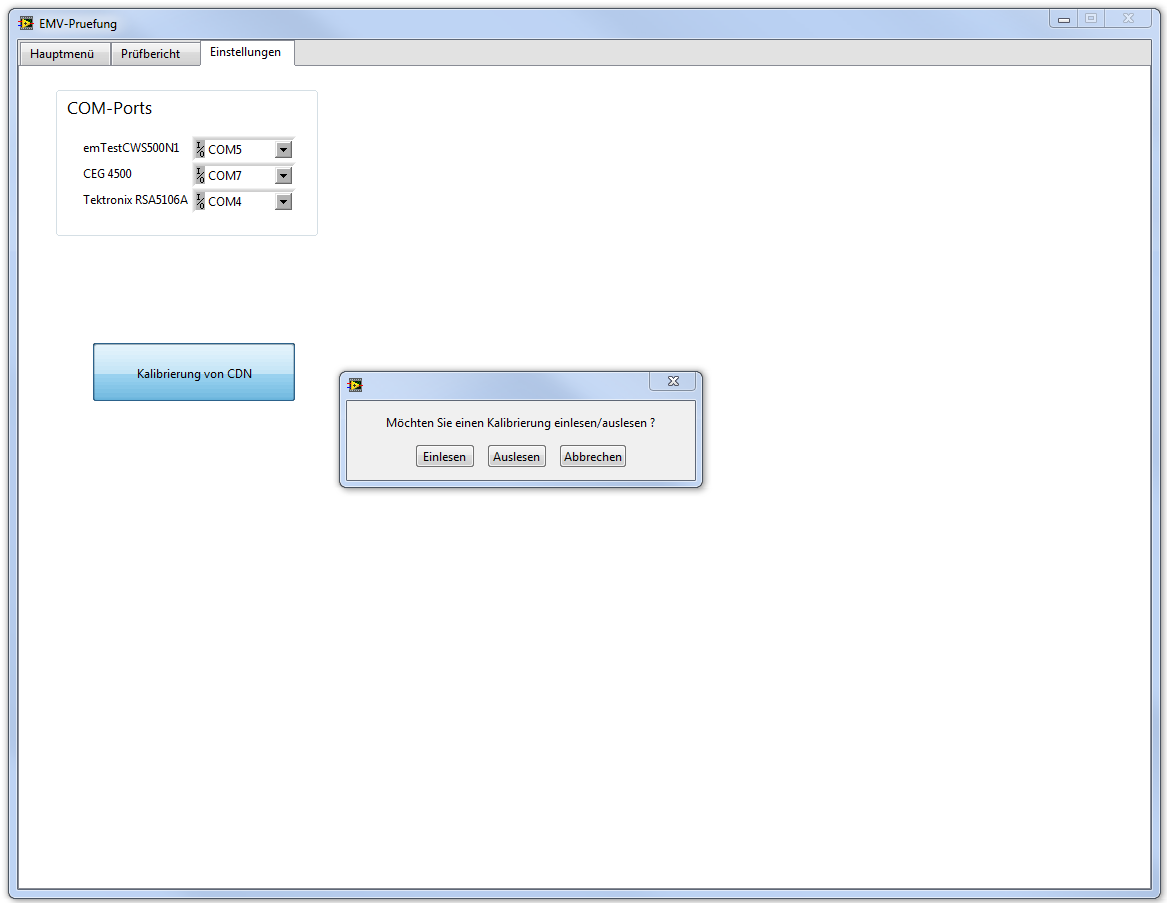 EMV-Pruefung
Hauptmenü Prüfbericht Einstellungen
COM-Ports
emTestCWS500N1 COM5
CEG 4500 COM7
Tektronix RSA5106A COM4
Kalibrierung von CDN
Möchten Sie einen Kalibrierung einlesen/auslesen ?
Einlesen Auslesen Abbrechen